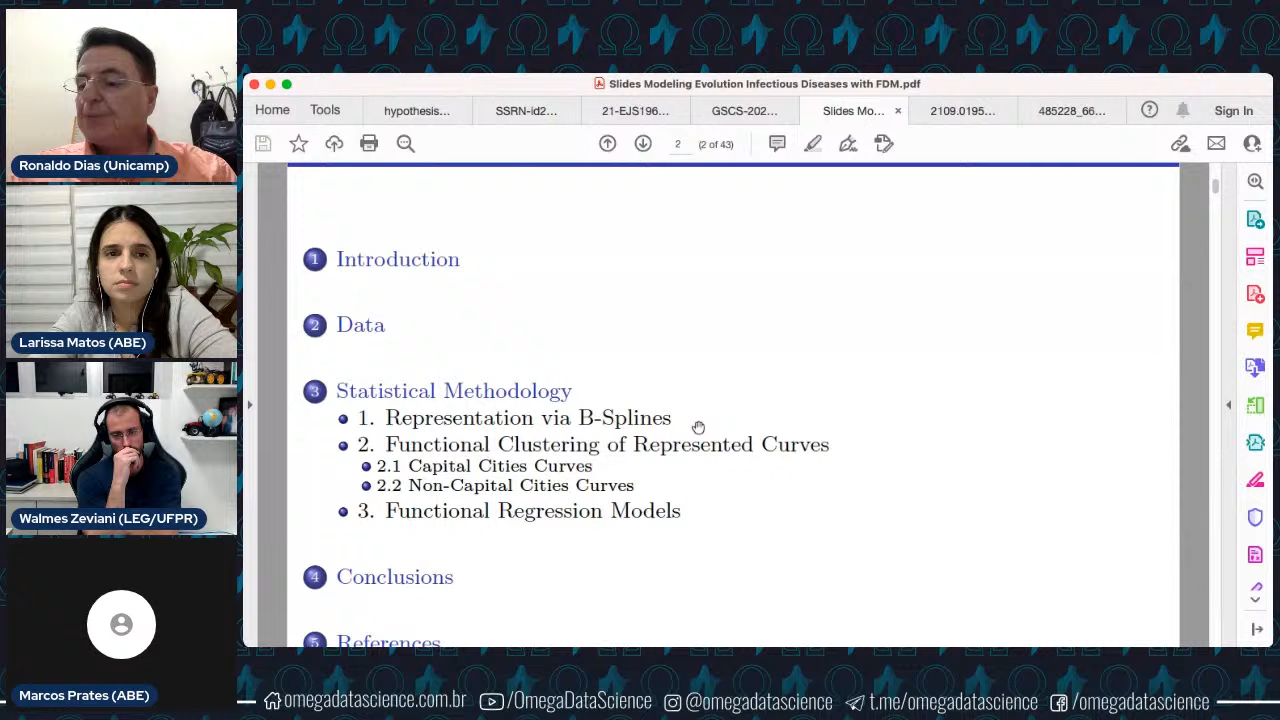 Ronaldo Dias (Unicamp)
Larissa Matos (ABE)
Walmes Zeviani (LEG/UFPR)
Marcos Prates (ABE)
Slides Modeling Evolution Infectious Diseases with FDM.pdf
Home Tools hypothesis... SSRN-id2... 21-EJS196... GSCS-202... Slides Mo... × 2109.0195... 485228_66... Sign In
2 (2 of 43)
1 Introduction
2 Data
3 Statistical Methodology
1. Representation via B-Splines
2. Functional Clustering of Represented Curves
2.1 Capital Cities Curves
2.2 Non-Capital Cities Curves
3. Functional Regression Models
4 Conclusions
5 References
omegadatascience.com.br /OmegaDataScience @omegadatascience t.me/omegadatascience /omegadatascience